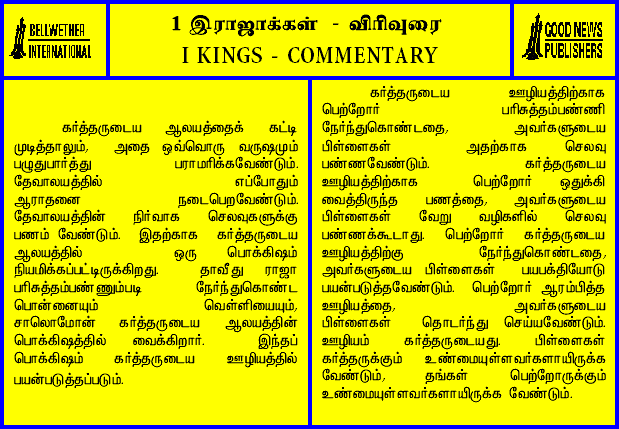 BELLWETHER
INTERNATIONAL
1 இராஜாக்கள் - விரிவுரை
I KINGS - COMMENTARY
GOOD NEWS
PUBLISHERS
கர்த்தருடைய ஆலயத்தைக் கட்டி
முடித்தாலும், அதை ஒவ்வொரு வருஷமும்
பழுதுபார்த்து பராமரிக்கவேண்டும்.
தேவாலயத்தில் எப்போதும்
ஆராதனை நடைபெறவேண்டும்.
தேவாலயத்தின் நிர்வாக செலவுகளுக்கு
பணம் வேண்டும். இதற்காக கர்த்தருடைய
ஆலயத்தில் ஒரு பொக்கிஷம்
நியமிக்கப்பட்டிருக்கிறது. தாவீது ராஜா
பரிசுத்தம்பண்ணும்படி நேர்ந்துகொண்ட
பொன்னையும் வெள்ளியையும்,
சாலொமோன் கர்த்தருடைய ஆலயத்தின்
பொக்கிஷத்தில் வைக்கிறார். இந்தப்
பொக்கிஷம் கர்த்தருடைய ஊழியத்தில்
பயன்படுத்தப்படும்.
கர்த்தருடைய ஊழியத்திற்காக
பெற்றோர் பரிசுத்தம்பண்ணி
நேர்ந்துகொண்டதை, அவர்களுடைய
பிள்ளைகள் அதற்காக செலவு
பண்ணவேண்டும். கர்த்தருடைய
ஊழியத்திற்காக பெற்றோர் ஒதுக்கி
வைத்திருந்த பணத்தை, அவர்களுடைய
பிள்ளைகள் வேறு வழிகளில் செலவு
பண்ணக்கூடாது. பெற்றோர் கர்த்தருடைய
ஊழியத்திற்கு நேர்ந்துகொண்டதை,
அவர்களுடைய பிள்ளைகள் பயபக்தியோடு
பயன்படுத்தவேண்டும். பெற்றோர் ஆரம்பித்த
ஊழியத்தை, அவர்களுடைய
பிள்ளைகள் தொடர்ந்து செய்யவேண்டும்.
ஊழியம் கர்த்தருடையது. பிள்ளைகள்
கர்த்தருக்கும் உண்மையுள்ளவர்களாயிருக்க
வேண்டும், தங்கள் பெற்றோருக்கும்
உண்மையுள்ளவர்களாயிருக்க வேண்டும்.